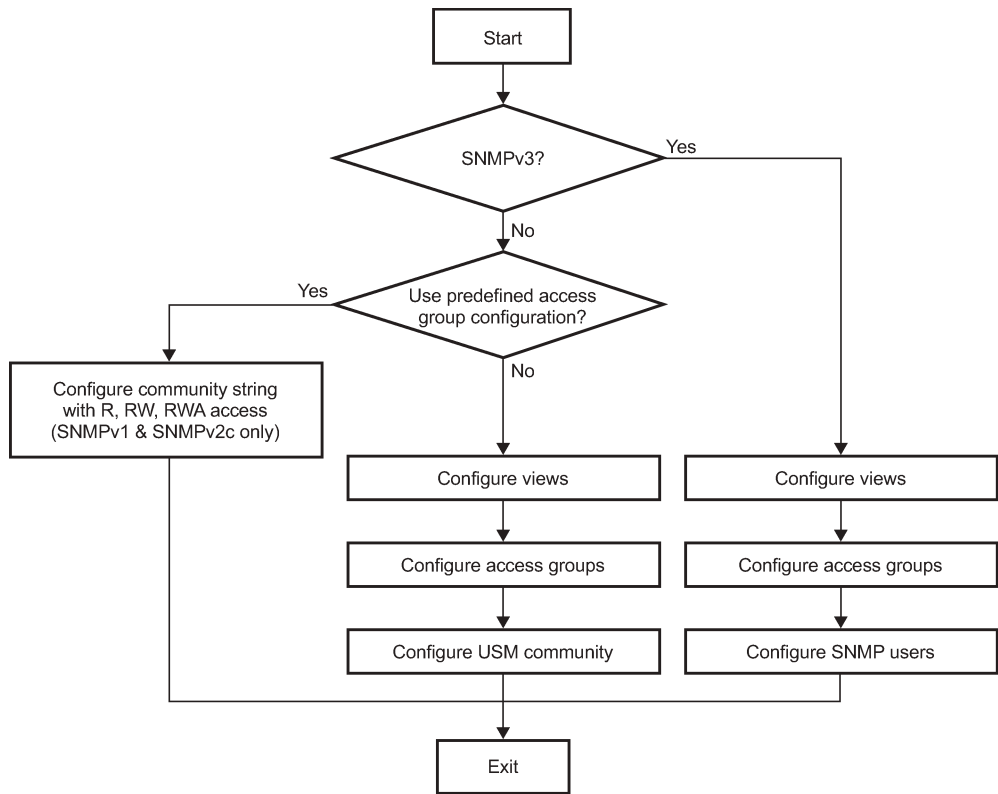 Start
SNMPv3?
Yes
No
Yes
Use predefined access
group configuration?
No
Configure community string
with R, RW, RWA access
(SNMPv1 & SNMPv2c only)
Configure views
Configure views
Configure access groups
Configure access groups
Configure USM community
Configure SNMP users
Exit